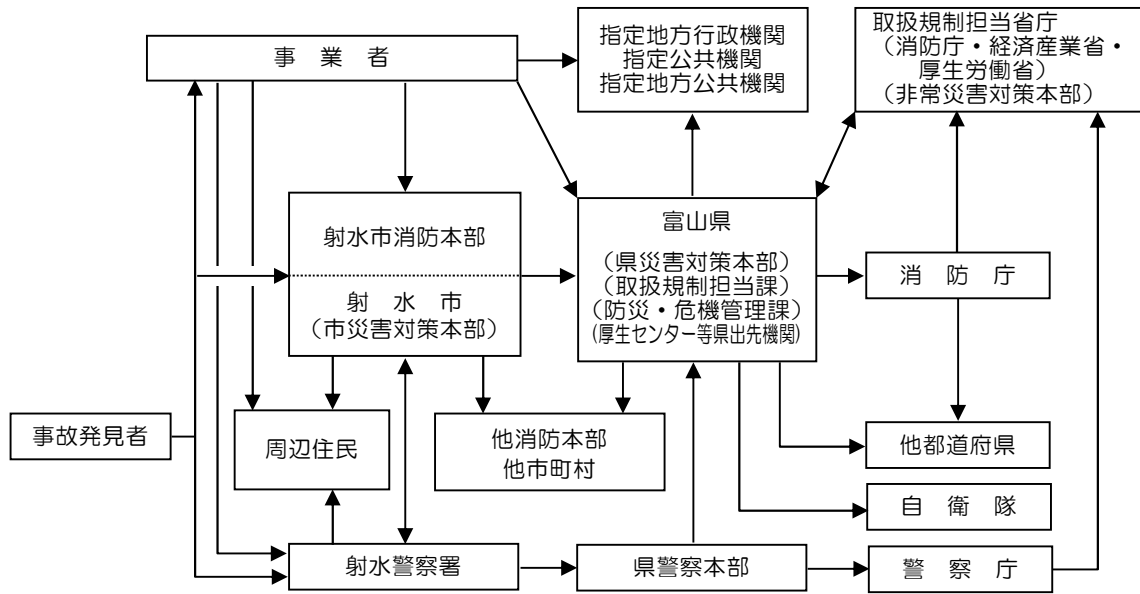 事　業　者
指定地方行政機関
指定公共機関
指定地方公共機関
取扱規制担当省庁
（消防庁・経済産業省・
厚生労働省）
（非常災害対策本部）
射水市消防本部
射　水　市
（市災害対策本部）
富山県
（県災害対策本部）
（取扱規制担当課）
（防災・危機管理課）
（厚生センター等県出先機関）
消　防　庁
事故発見者
周辺住民
他消防本部
他市町村
他都道府県
自　衛　隊
射水警察署
県警察本部
警　察　庁